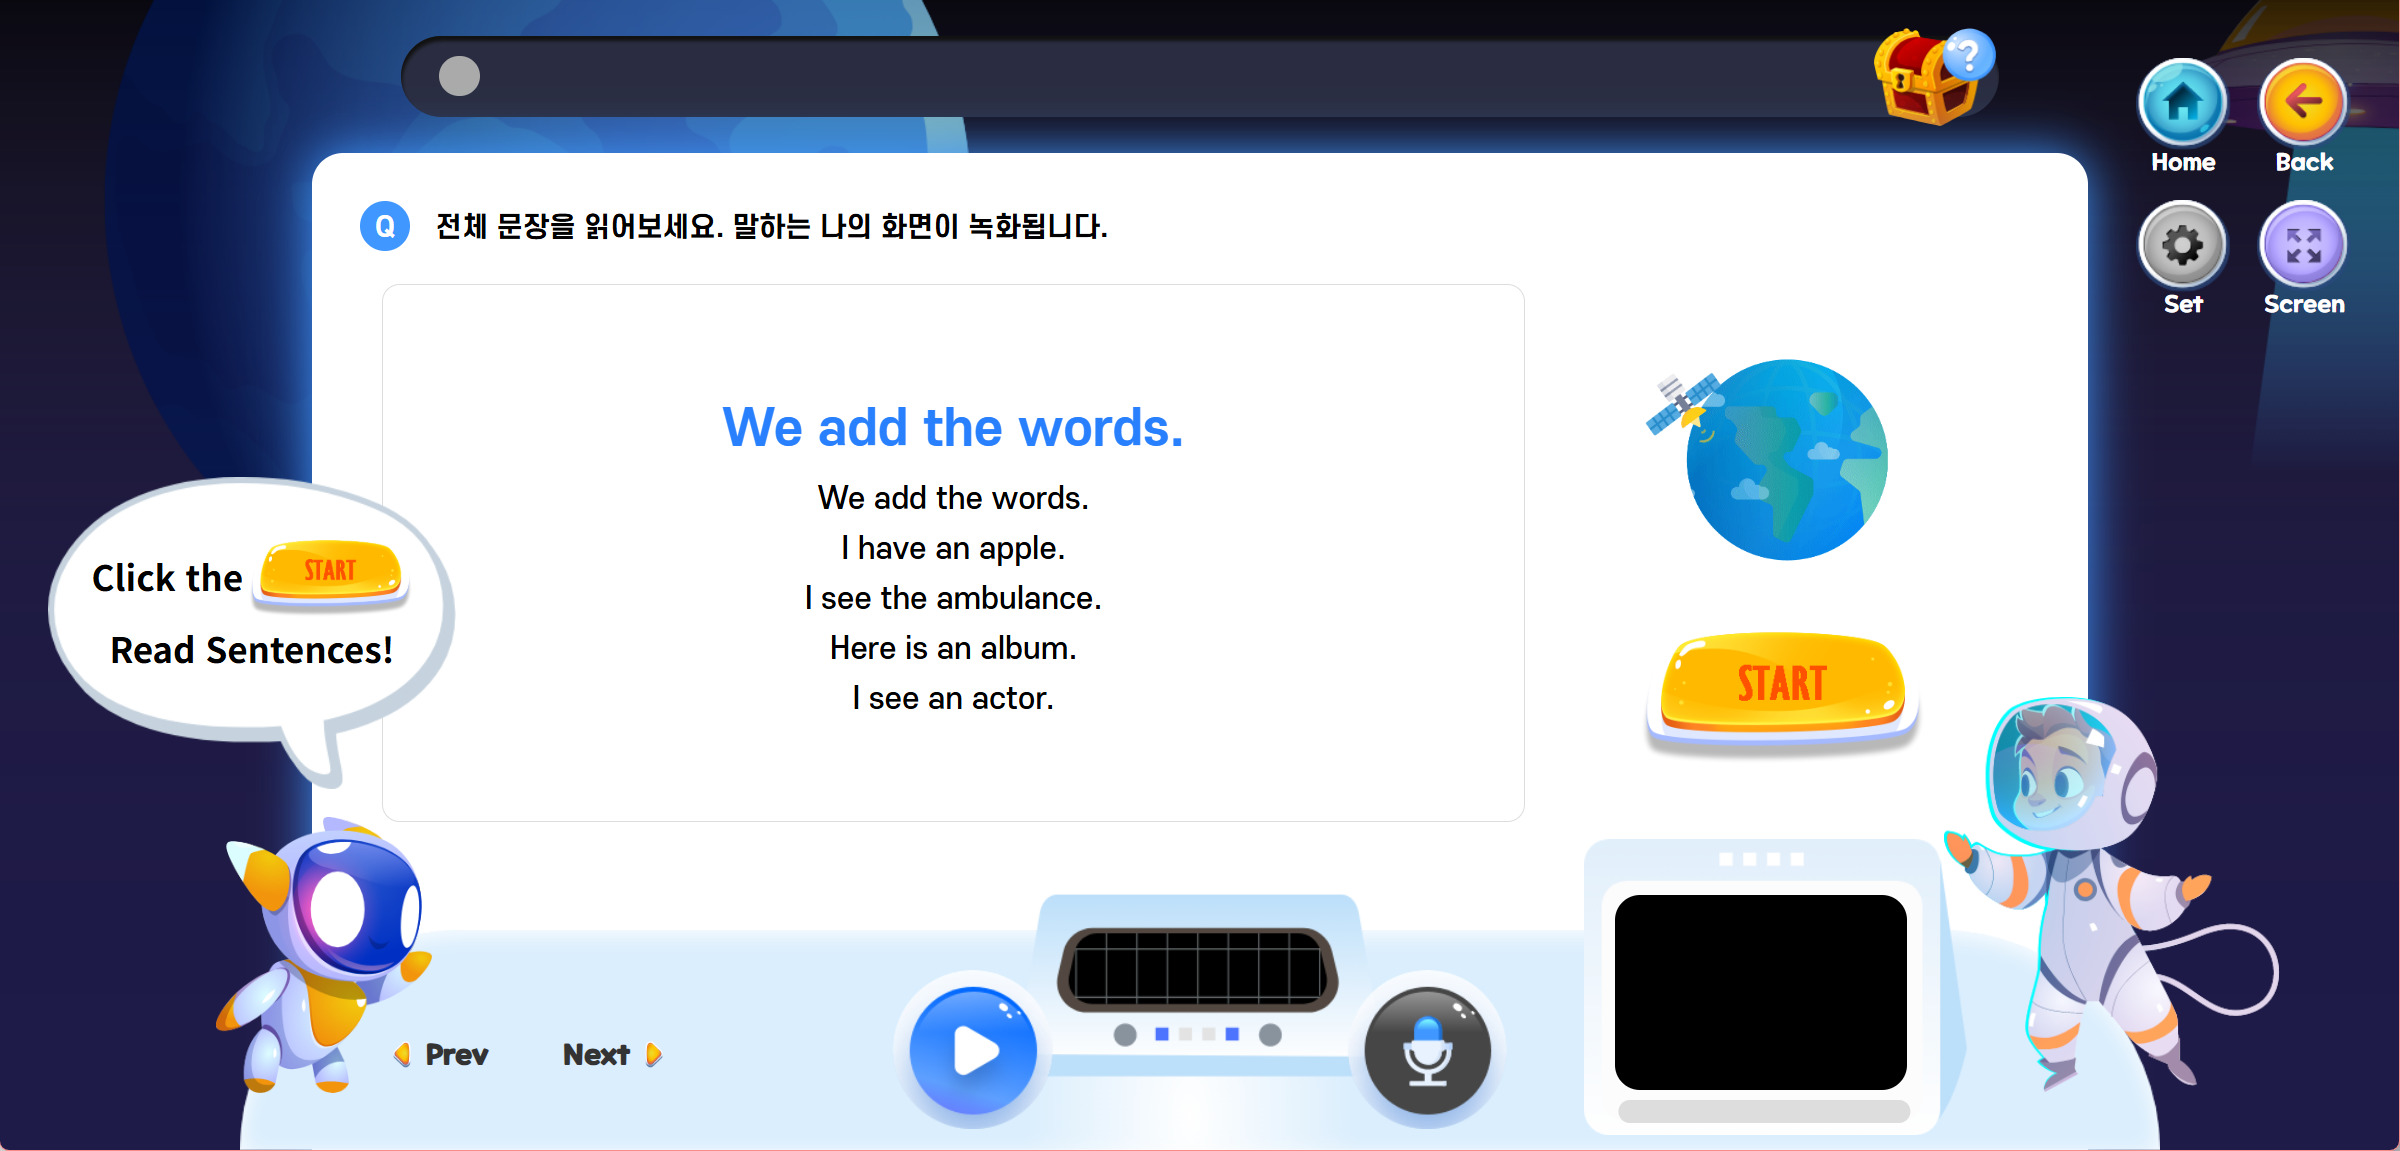 Home
Back
Set
Screen
Q 전체 문장을 읽어보세요. 말하는 나의 화면이 녹화됩니다.
We add the words.
We add the words.
I have an apple.
I see the ambulance.
Here is an album.
I see an actor.
Click the START
Read Sentences!
START
Prev
Next
?